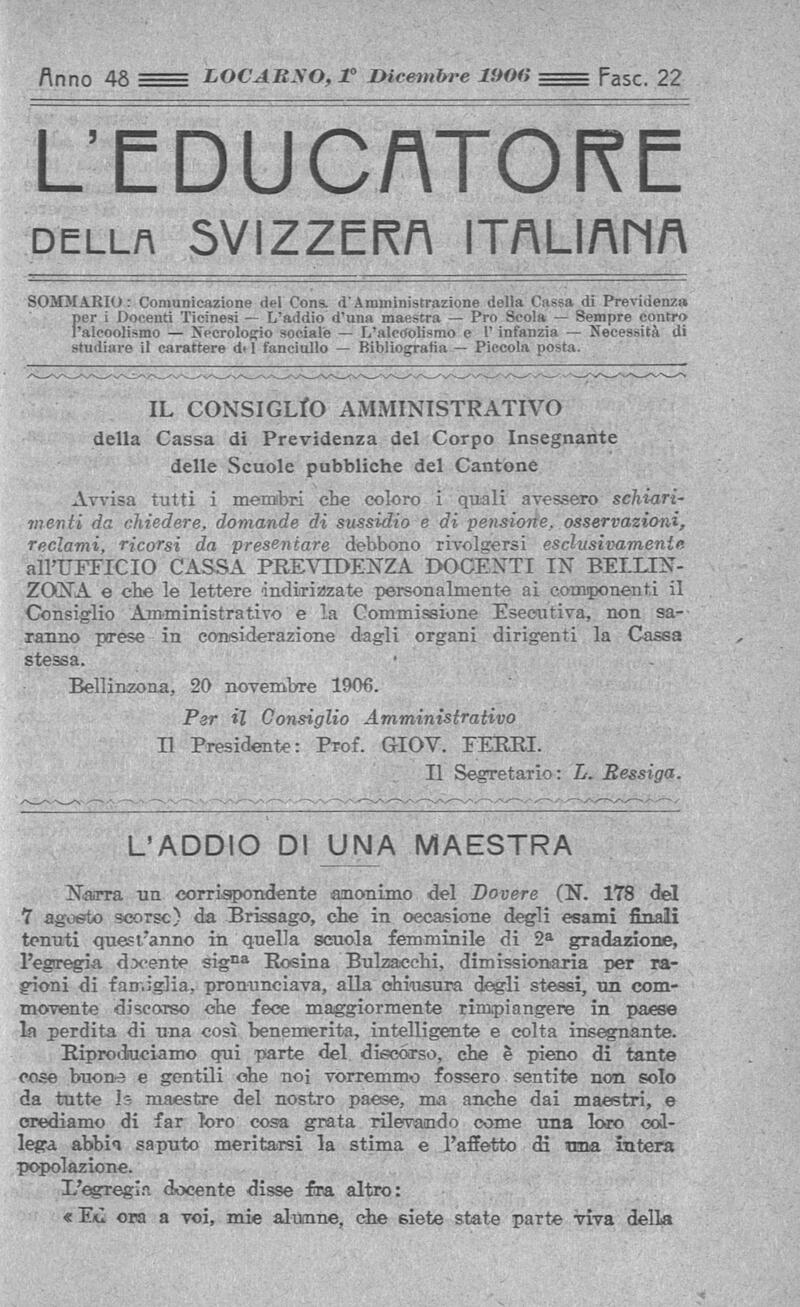 Anno 48 LOCARNO, 1° Dicembre 1906 Fasc. 22
L'EDUCATORE
DELLA SVIZZERA ITALIANA
SOMMARIO: Comunicazione del Cons. d'Amministrazione della Cassa di Previdenza
per i Docenti Ticinesi — L'addio d'una maestra — Pro Scola — Sempre contro
l'alcoolismo — Necrologio sociale — L'alcoolismo e l'infanzia — Necessità di
studiare il carattere del fanciullo — Bibliografia — Piccola posta.
IL CONSIGLIO AMMINISTRATIVO
della Cassa di Previdenza del Corpo Insegnante
delle Scuole pubbliche del Cantone
Avvisa tutti i membri che coloro i quali avessero schiari-
menti da chiedere, domande di sussidio e di pensione, osservazioni,
reclami, ricorsi da presentare debbono rivolgersi esclusivamente
all'UFFICIO CASSA PREVIDENZA DOCENTI IN BELLIN-
ZONA e che le lettere indirizzate personalmente ai componenti il
Consiglio Amministrativo e la Commissione Esecutiva, non sa-
ranno prese in considerazione dagli organi dirigenti la Cassa
stessa.
Bellinzona, 20 novembre 1906.
Per il Consiglio Amministrativo
Il Presidente: Prof. GIOV. FERRI.
Il Segretario: L. Ressiga.
L'ADDIO DI UNA MAESTRA
Narra un corrispondente anonimo del Dovere (N. 178 del
7 agosto scorso) da Brissago, che in occasione degli esami finali
tenuti quest'anno in quella scuola femminile di 2ª gradazione,
l'egregia docente sigⁿᵃ Rosina Bulzacchi, dimissionaria per ra-
gioni di famiglia, pronunciava, alla chiusura degli stessi, un com-
movente discorso che fece maggiormente rimpiangere in paese
la perdita di una così benemerita, intelligente e colta insegnante.
Riproduciamo qui parte del discorso, che è pieno di tante
cose buone e gentili che noi vorremmo fossero sentite non solo
da tutte le maestre del nostro paese, ma anche dai maestri, e
crediamo di far loro cosa grata rilevando come una loro col-
lega abbia saputo meritarsi la stima e l'affetto di una intera
popolazione.
L'egregia docente disse fra altro:
« Ed ora a voi, mie alunne, che siete state parte viva della